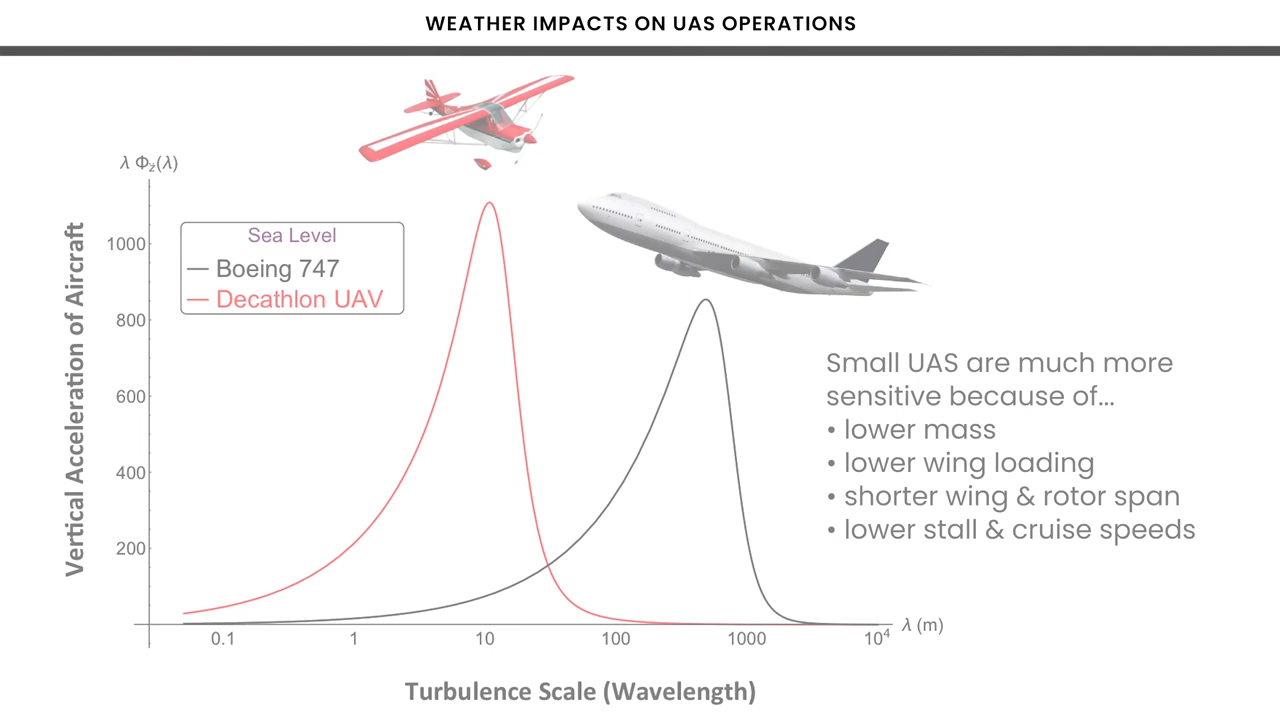 WEATHER IMPACTS ON UAS OPERATIONS
λ Φz̈(λ)
Vertical Acceleration of Aircraft
1000
800
600
400
200
Sea Level
Boeing 747
Decathlon UAV
Small UAS are much more
sensitive because of...
• lower mass
• lower wing loading
• shorter wing & rotor span
• lower stall & cruise speeds
0.1 1 10 100 1000 10⁴ λ (m)
Turbulence Scale (Wavelength)